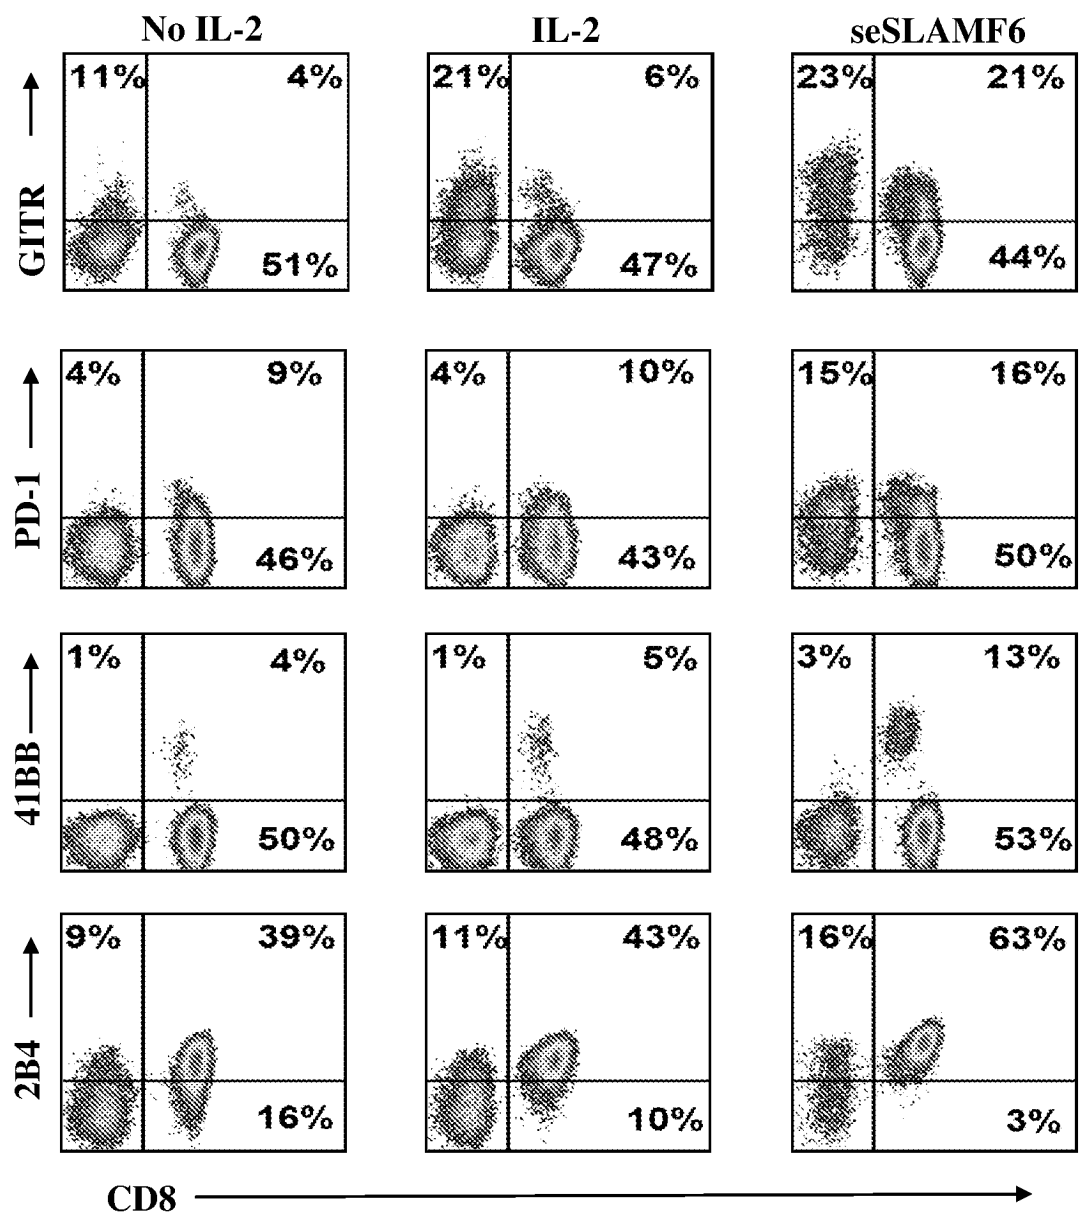 No IL-2 IL-2 seSLAMF6
11% 4% 21% 6% 23% 21%
GITR
51% 47% 44%
4% 9% 4% 10% 15% 16%
PD-1
46% 43% 50%
1% 4% 1% 5% 3% 13%
41BB
50% 48% 53%
9% 39% 11% 43% 16% 63%
2B4
16% 10% 3%
CD8